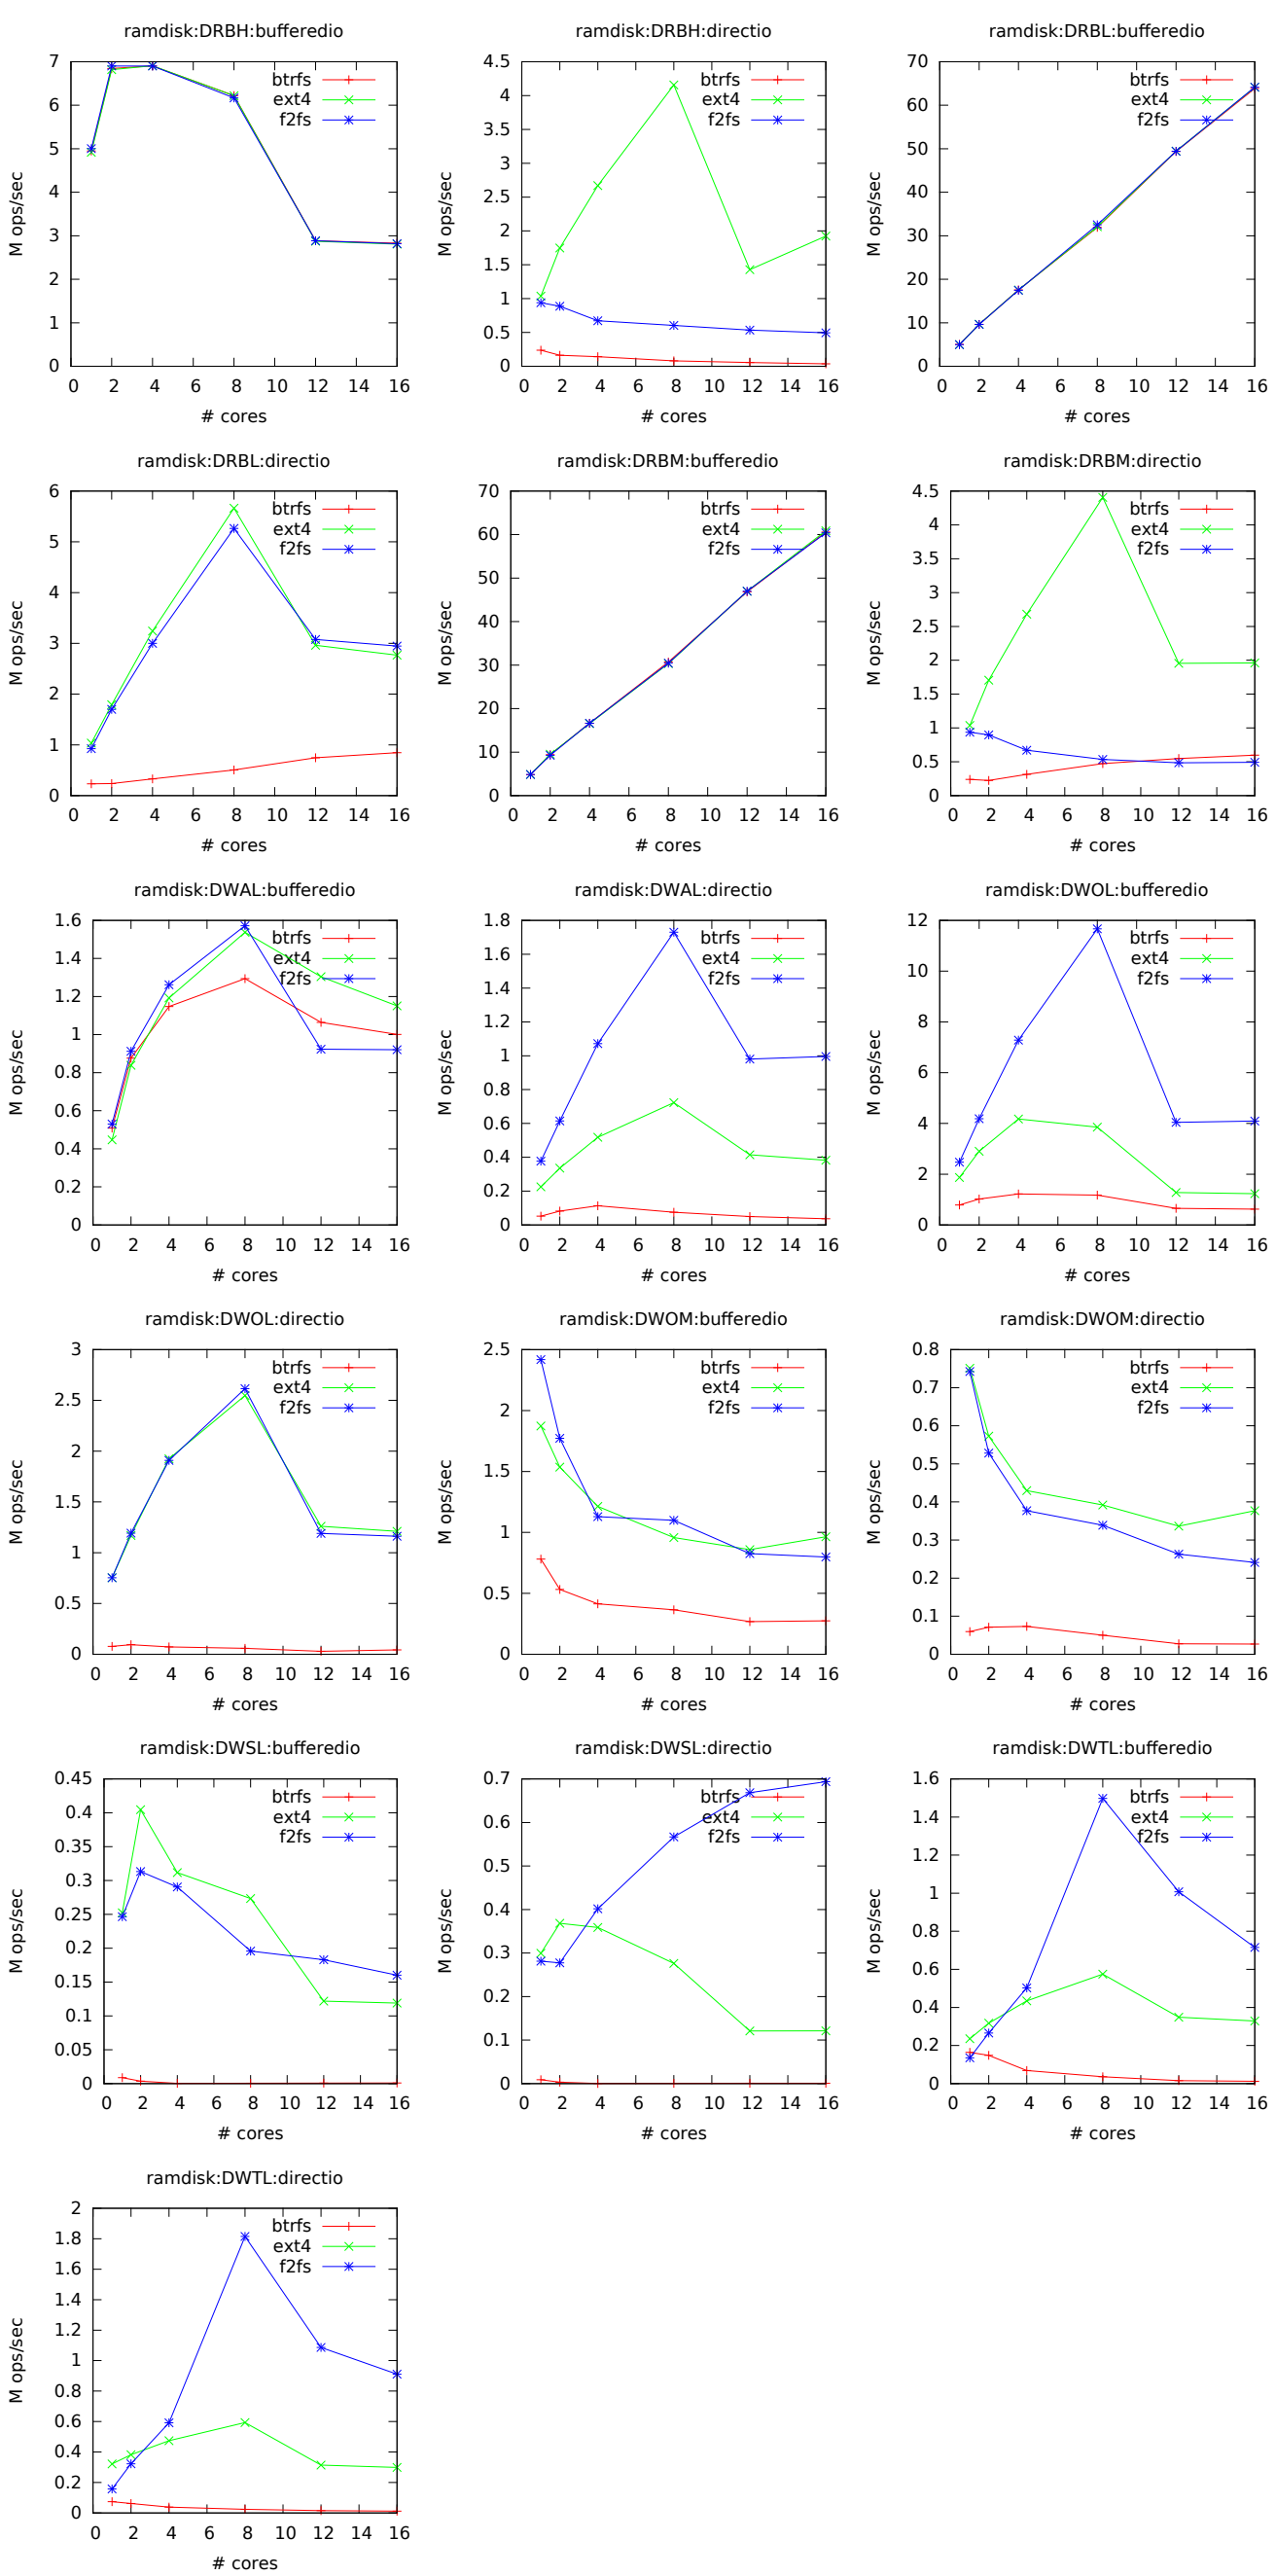 ramdisk:DRBH:bufferedio
M ops/sec
7
6
5
4
3
2
1
0
btrfs
ext4
f2fs
0 2 4 6 8 10 12 14 16
# cores
ramdisk:DRBH:directio
M ops/sec
4.5
4
3.5
3
2.5
2
1.5
1
0.5
0
btrfs
ext4
f2fs
0 2 4 6 8 10 12 14 16
# cores
ramdisk:DRBL:bufferedio
M ops/sec
70
60
50
40
30
20
10
0
btrfs
ext4
f2fs
0 2 4 6 8 10 12 14 16
# cores
ramdisk:DRBL:directio
M ops/sec
6
5
4
3
2
1
0
btrfs
ext4
f2fs
0 2 4 6 8 10 12 14 16
# cores
ramdisk:DRBM:bufferedio
M ops/sec
70
60
50
40
30
20
10
0
btrfs
ext4
f2fs
0 2 4 6 8 10 12 14 16
# cores
ramdisk:DRBM:directio
M ops/sec
4.5
4
3.5
3
2.5
2
1.5
1
0.5
0
btrfs
ext4
f2fs
0 2 4 6 8 10 12 14 16
# cores
ramdisk:DWAL:bufferedio
M ops/sec
1.6
1.4
1.2
1
0.8
0.6
0.4
0.2
0
btrfs
ext4
f2fs
0 2 4 6 8 10 12 14 16
# cores
ramdisk:DWAL:directio
M ops/sec
1.8
1.6
1.4
1.2
1
0.8
0.6
0.4
0.2
0
btrfs
ext4
f2fs
0 2 4 6 8 10 12 14 16
# cores
ramdisk:DWOL:bufferedio
M ops/sec
12
10
8
6
4
2
0
btrfs
ext4
f2fs
0 2 4 6 8 10 12 14 16
# cores
ramdisk:DWOL:directio
M ops/sec
3
2.5
2
1.5
1
0.5
0
btrfs
ext4
f2fs
0 2 4 6 8 10 12 14 16
# cores
ramdisk:DWOM:bufferedio
M ops/sec
2.5
2
1.5
1
0.5
0
btrfs
ext4
f2fs
0 2 4 6 8 10 12 14 16
# cores
ramdisk:DWOM:directio
M ops/sec
0.8
0.7
0.6
0.5
0.4
0.3
0.2
0.1
0
btrfs
ext4
f2fs
0 2 4 6 8 10 12 14 16
# cores
ramdisk:DWSL:bufferedio
M ops/sec
0.45
0.4
0.35
0.3
0.25
0.2
0.15
0.1
0.05
0
btrfs
ext4
f2fs
0 2 4 6 8 10 12 14 16
# cores
ramdisk:DWSL:directio
M ops/sec
0.7
0.6
0.5
0.4
0.3
0.2
0.1
0
btrfs
ext4
f2fs
0 2 4 6 8 10 12 14 16
# cores
ramdisk:DWTL:bufferedio
M ops/sec
1.6
1.4
1.2
1
0.8
0.6
0.4
0.2
0
btrfs
ext4
f2fs
0 2 4 6 8 10 12 14 16
# cores
ramdisk:DWTL:directio
M ops/sec
2
1.8
1.6
1.4
1.2
1
0.8
0.6
0.4
0.2
0
btrfs
ext4
f2fs
0 2 4 6 8 10 12 14 16
# cores